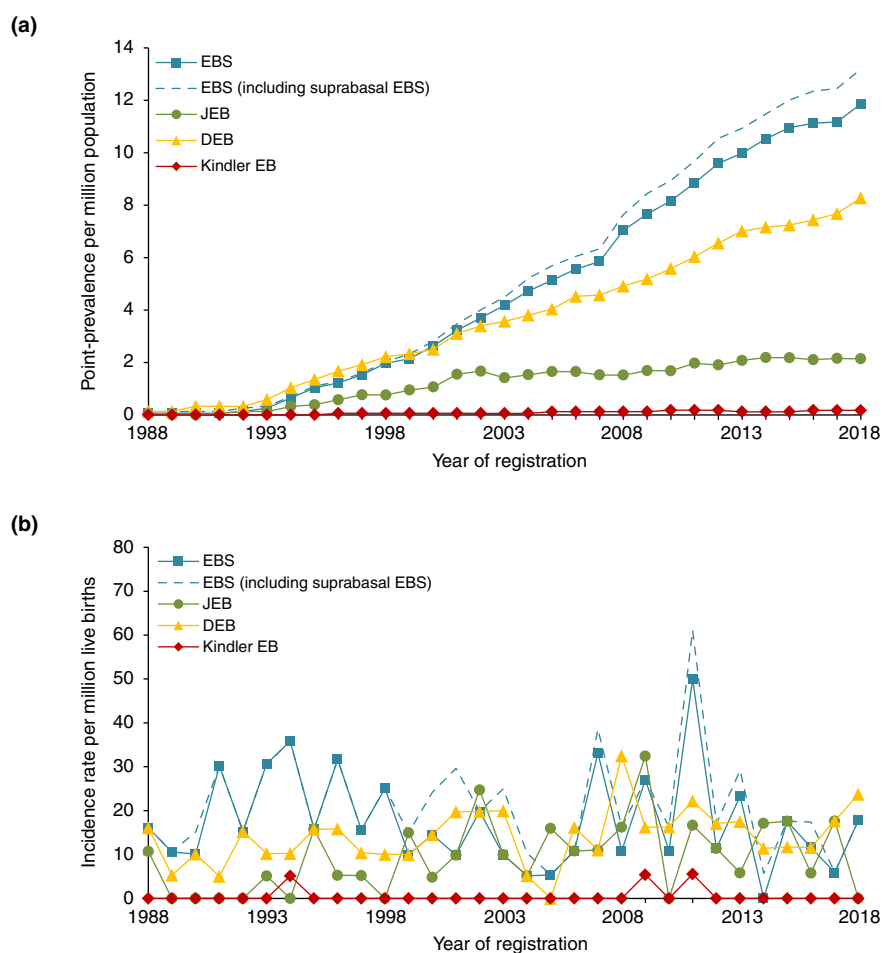 (a)
14
12
10
8
6
4
2
0
Point-prevalence per million population
EBS
EBS (including suprabasal EBS)
JEB
DEB
Kindler EB
1988 1993 1998 2003 2008 2013 2018
Year of registration
(b)
80
70
60
50
40
30
20
10
0
Incidence rate per million live births
EBS
EBS (including suprabasal EBS)
JEB
DEB
Kindler EB
1988 1993 1998 2003 2008 2013 2018
Year of registration